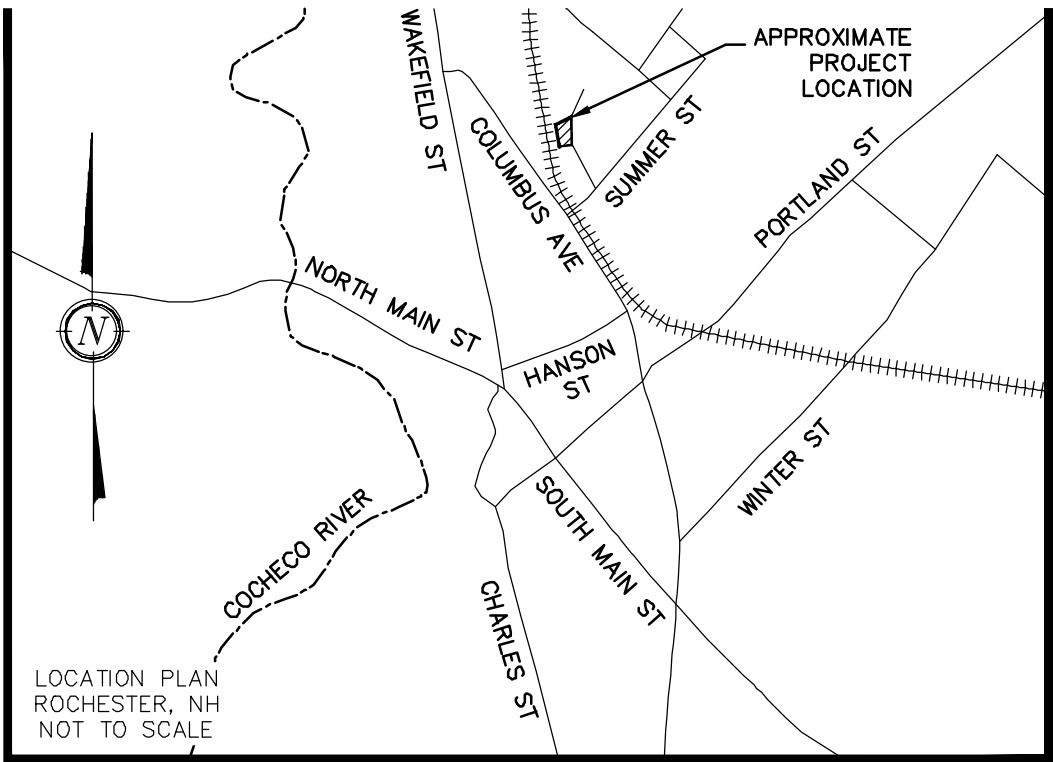 WAKEFIELD ST
APPROXIMATE
PROJECT
LOCATION
COLUMBUS AVE
SUMMER ST
PORTLAND ST
NORTH MAIN ST
N
HANSON
ST
WINTER ST
SOUTH MAIN ST
COCHECO RIVER
CHARLES ST
LOCATION PLAN
ROCHESTER, NH
NOT TO SCALE